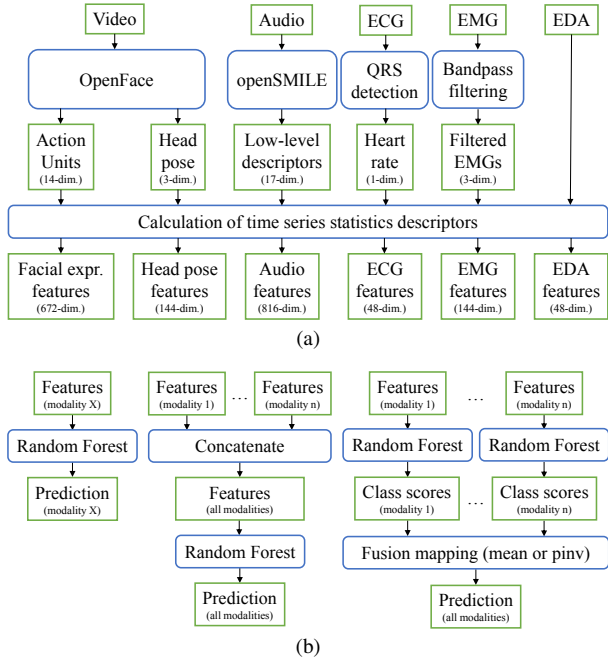 Video Audio ECG EMG EDA
OpenFace openSMILE QRS detection Bandpass filtering
Action Units (14-dim.) Head pose (3-dim.) Low-level descriptors (17-dim.) Heart rate (1-dim.) Filtered EMGs (3-dim.)
Calculation of time series statistics descriptors
Facial expr. features (672-dim.) Head pose features (144-dim.) Audio features (816-dim.) ECG features (48-dim.) EMG features (144-dim.) EDA features (48-dim.)
(a)
Features (modality X)
Random Forest
Prediction (modality X)
Features (modality 1) ... Features (modality n)
Concatenate
Features (all modalities)
Random Forest
Prediction (all modalities)
Features (modality 1) ... Features (modality n)
Random Forest Random Forest
Class scores (modality 1) ... Class scores (modality n)
Fusion mapping (mean or pinv)
Prediction (all modalities)
(b)